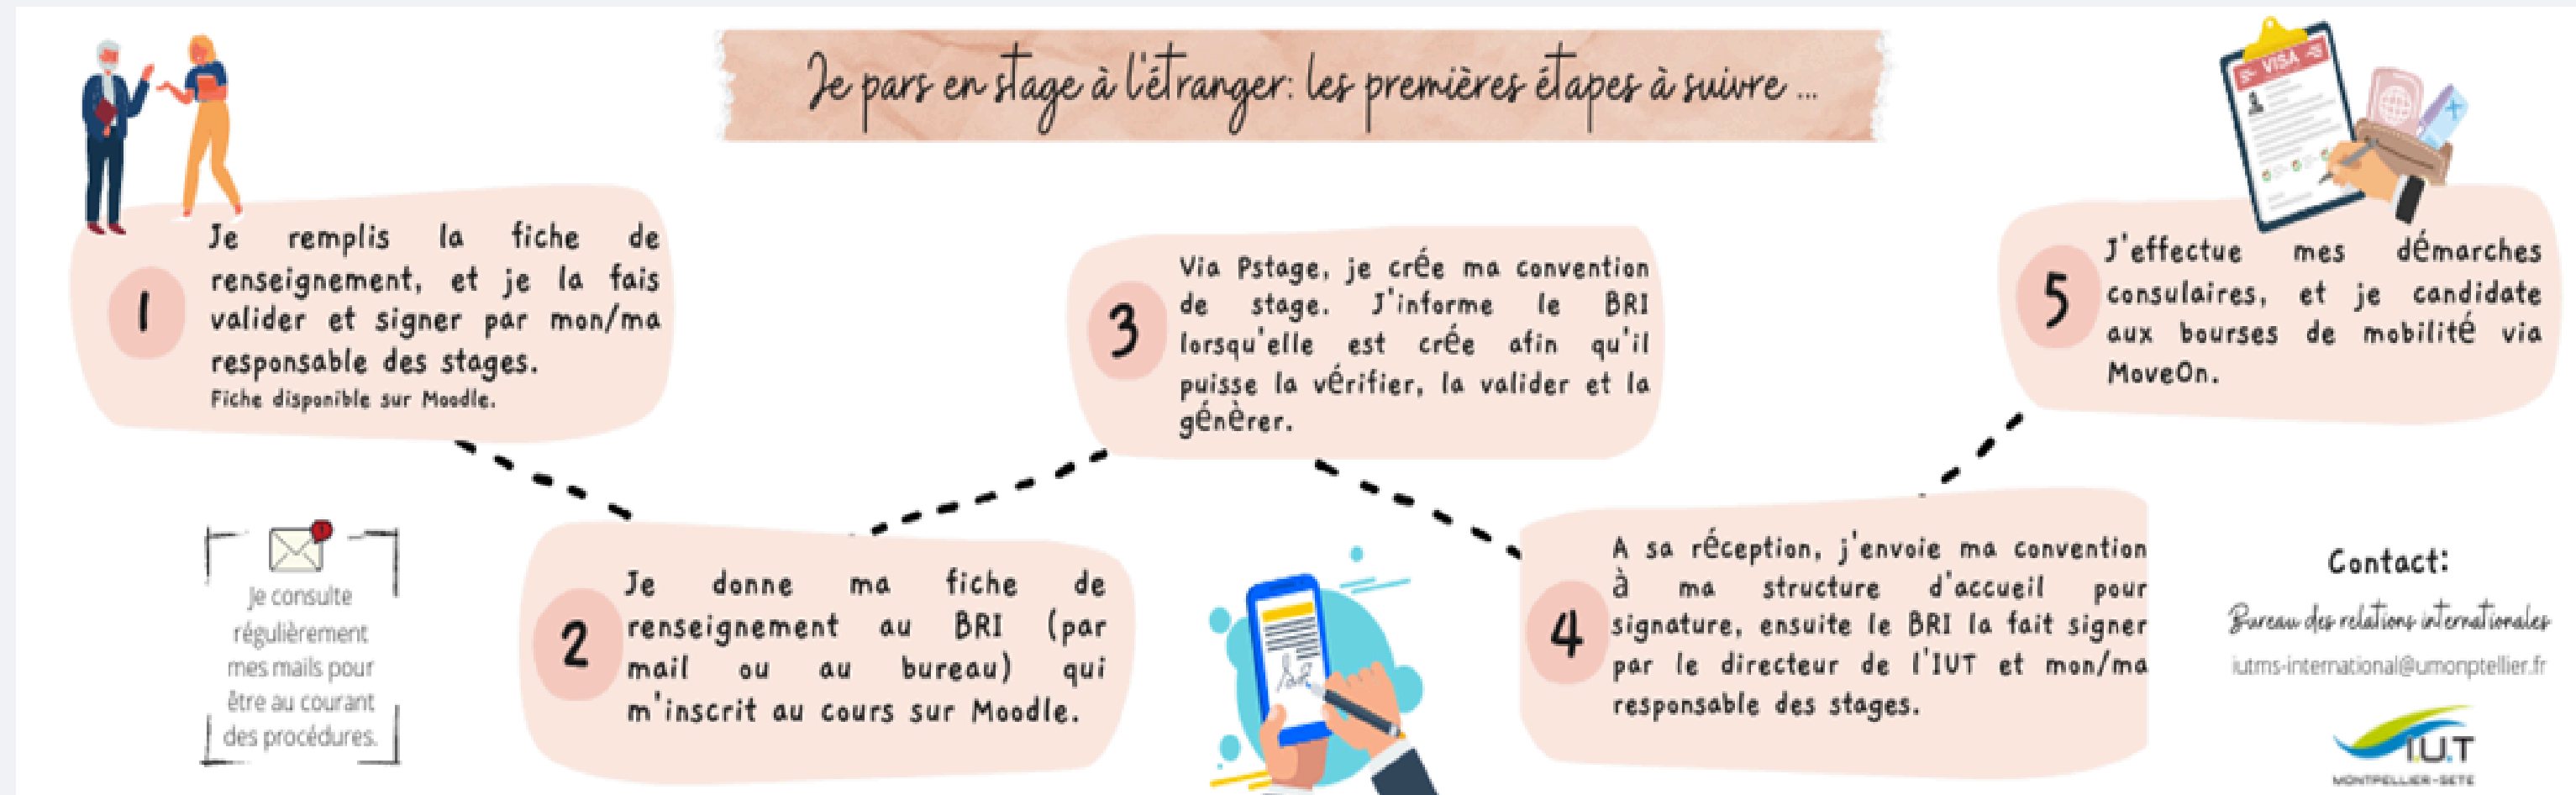 Je pars en stage à l'étranger: les premières étapes à suivre ...
VISA
1
Je remplis la fiche de
renseignement, et je la fais
valider et signer par mon/ma
responsable des stages.
Fiche disponible sur Moodle.
2
Je donne ma fiche de
renseignement au BRI (par
mail ou au bureau) qui
m'inscrit au cours sur Moodle.
3
Via Pstage, je crée ma convention
de stage. J'informe le BRI
lorsqu'elle est crée afin qu'il
puisse la vérifier, la valider et la
génèrer.
4
A sa réception, j'envoie ma convention
à ma structure d'accueil pour
signature, ensuite le BRI la fait signer
par le directeur de l'IUT et mon/ma
responsable des stages.
5
J'effectue mes démarches
consulaires, et je candidate
aux bourses de mobilité via
MoveOn.
Je consulte
régulièrement
mes mails pour
être au courant
des procédures.
Contact:
Bureau des relations internationales
iutms-international@umonptellier.fr
I.U.T
MONTPELLIER-SETE